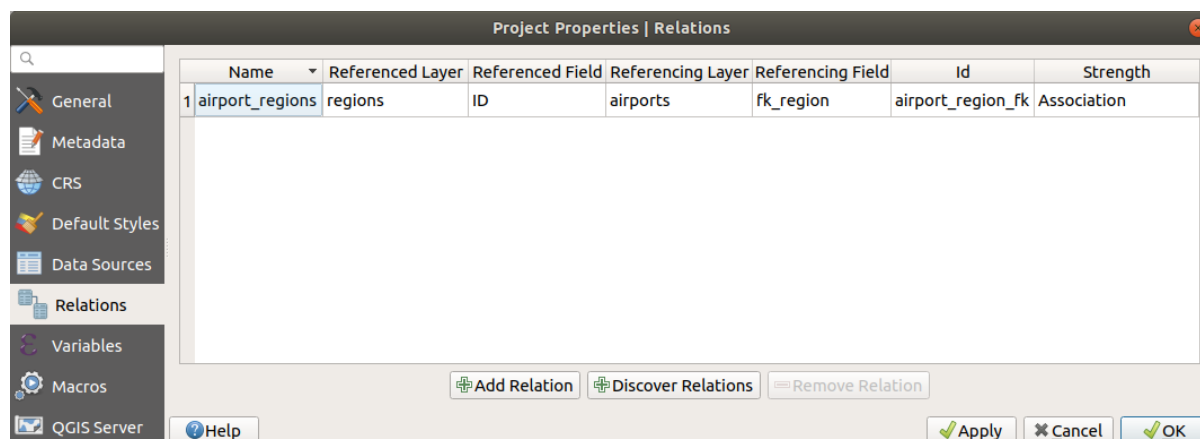 Project Properties | Relations
Name Referenced Layer Referenced Field Referencing Layer Referencing Field Id Strength
1 airport_regions regions ID airports fk_region airport_region_fk Association
General
Metadata
CRS
Default Styles
Data Sources
Relations
Variables
Macros
QGIS Server
Add Relation Discover Relations Remove Relation
Help Apply Cancel OK